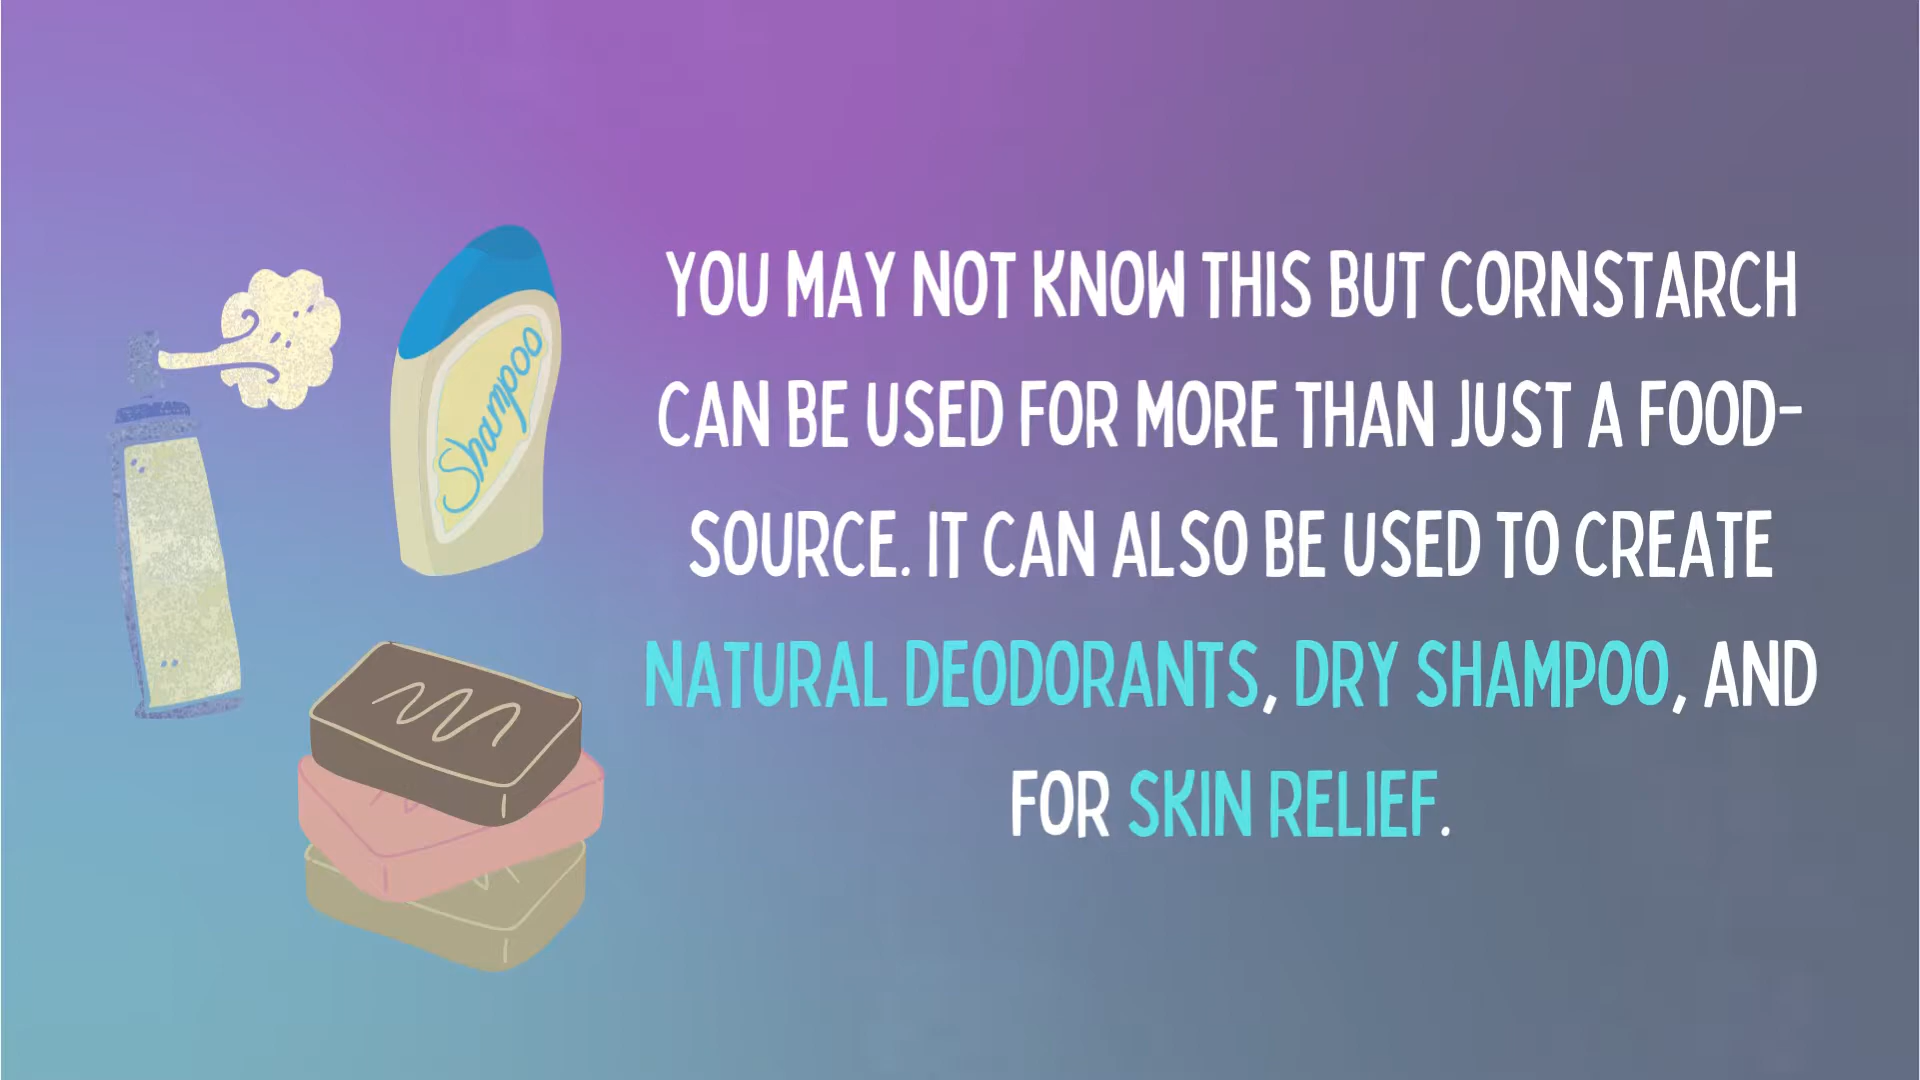 Shampoo
YOU MAY NOT KNOW THIS BUT CORNSTARCH
CAN BE USED FOR MORE THAN JUST A FOOD-
SOURCE. IT CAN ALSO BE USED TO CREATE
NATURAL DEODORANTS, DRY SHAMPOO, AND
FOR SKIN RELIEF.